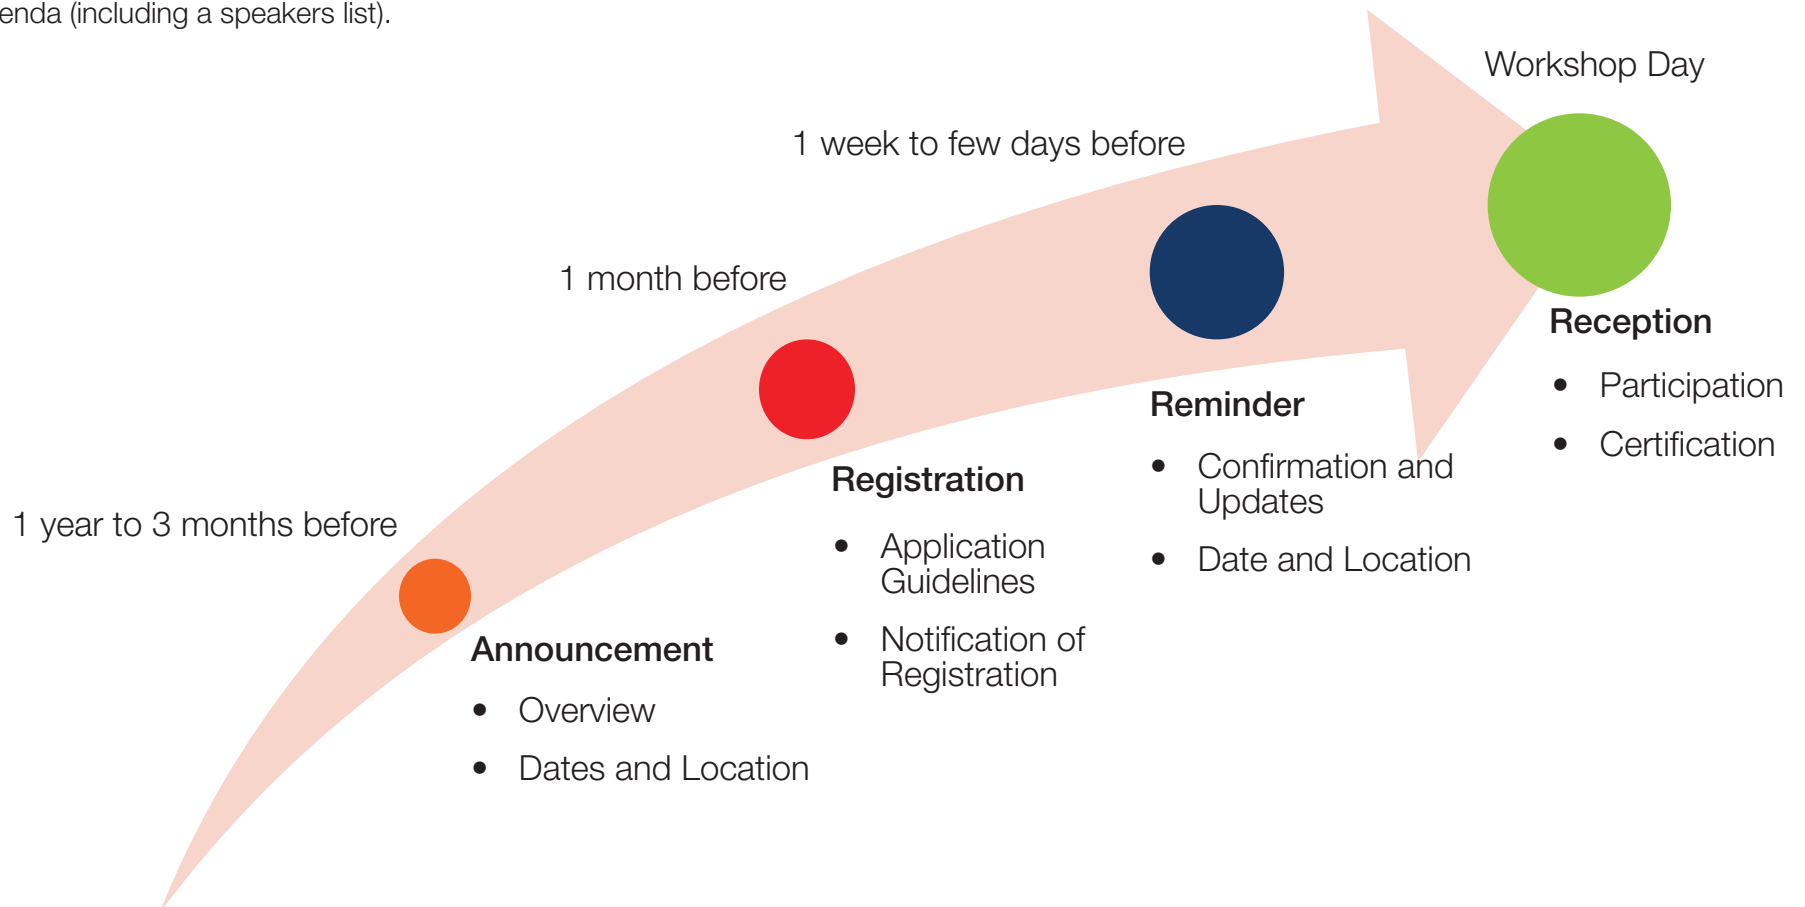 enda (including a speakers list).
Workshop Day
1 week to few days before
1 month before
1 year to 3 months before
Announcement
• Overview
• Dates and Location
Registration
• Application
Guidelines
• Notification of
Registration
Reminder
• Confirmation and
Updates
• Date and Location
Reception
• Participation
• Certification